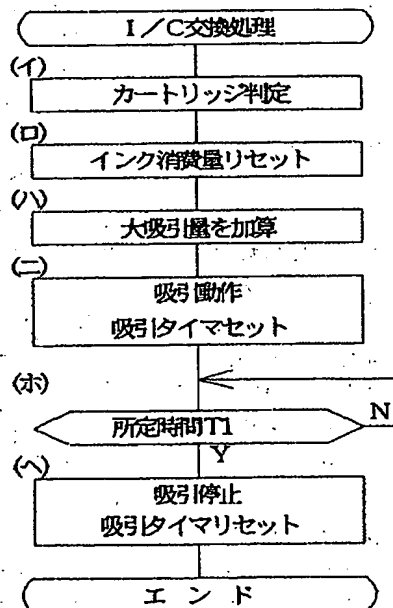 I／C交換処理
(イ)
カートリッジ判定
(ロ)
インク消費量リセット
(ハ)
大吸引量を加算
(ニ)
吸引動作
吸引タイマセット
(ホ)
所定時間T1
N
Y
(ヘ)
吸引停止
吸引タイマリセット
エンド